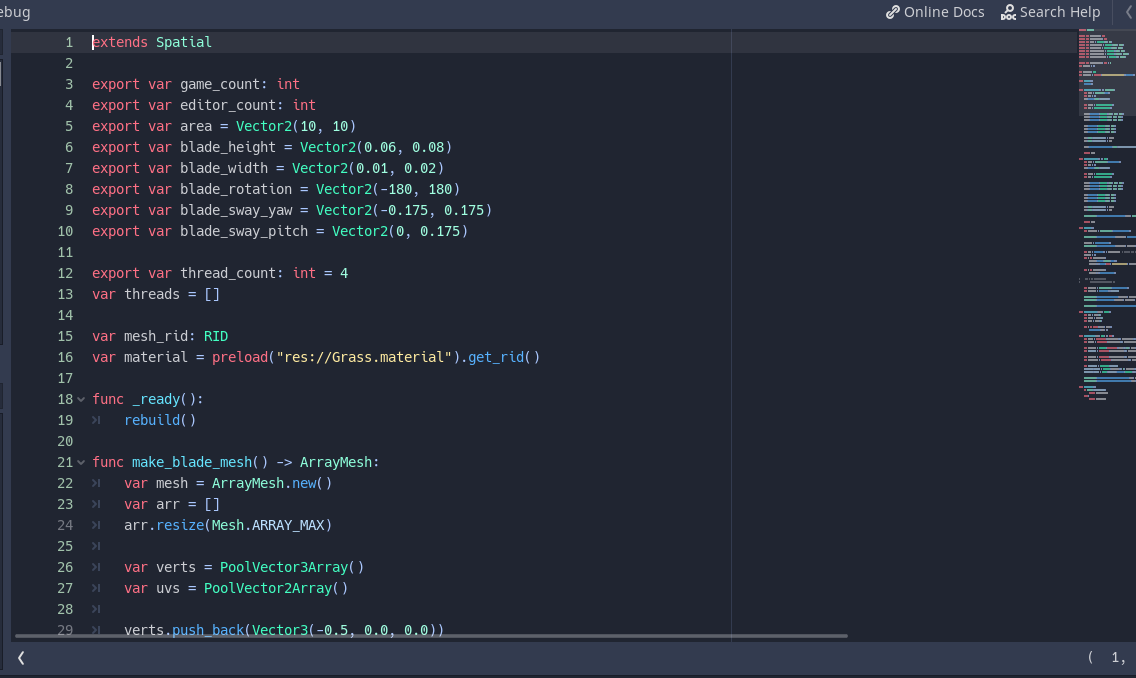 ebug Online Docs Search Help
1 extends Spatial
2
3 export var game_count: int
4 export var editor_count: int
5 export var area = Vector2(10, 10)
6 export var blade_height = Vector2(0.06, 0.08)
7 export var blade_width = Vector2(0.01, 0.02)
8 export var blade_rotation = Vector2(-180, 180)
9 export var blade_sway_yaw = Vector2(-0.175, 0.175)
10 export var blade_sway_pitch = Vector2(0, 0.175)
11
12 export var thread_count: int = 4
13 var threads = []
14
15 var mesh_rid: RID
16 var material = preload("res://Grass.material").get_rid()
17
18 func _ready():
19 rebuild()
20
21 func make_blade_mesh() -> ArrayMesh:
22 var mesh = ArrayMesh.new()
23 var arr = []
24 arr.resize(Mesh.ARRAY_MAX)
25
26 var verts = PoolVector3Array()
27 var uvs = PoolVector2Array()
28
29 verts.push_back(Vector3(-0.5, 0.0, 0.0))
( 1,